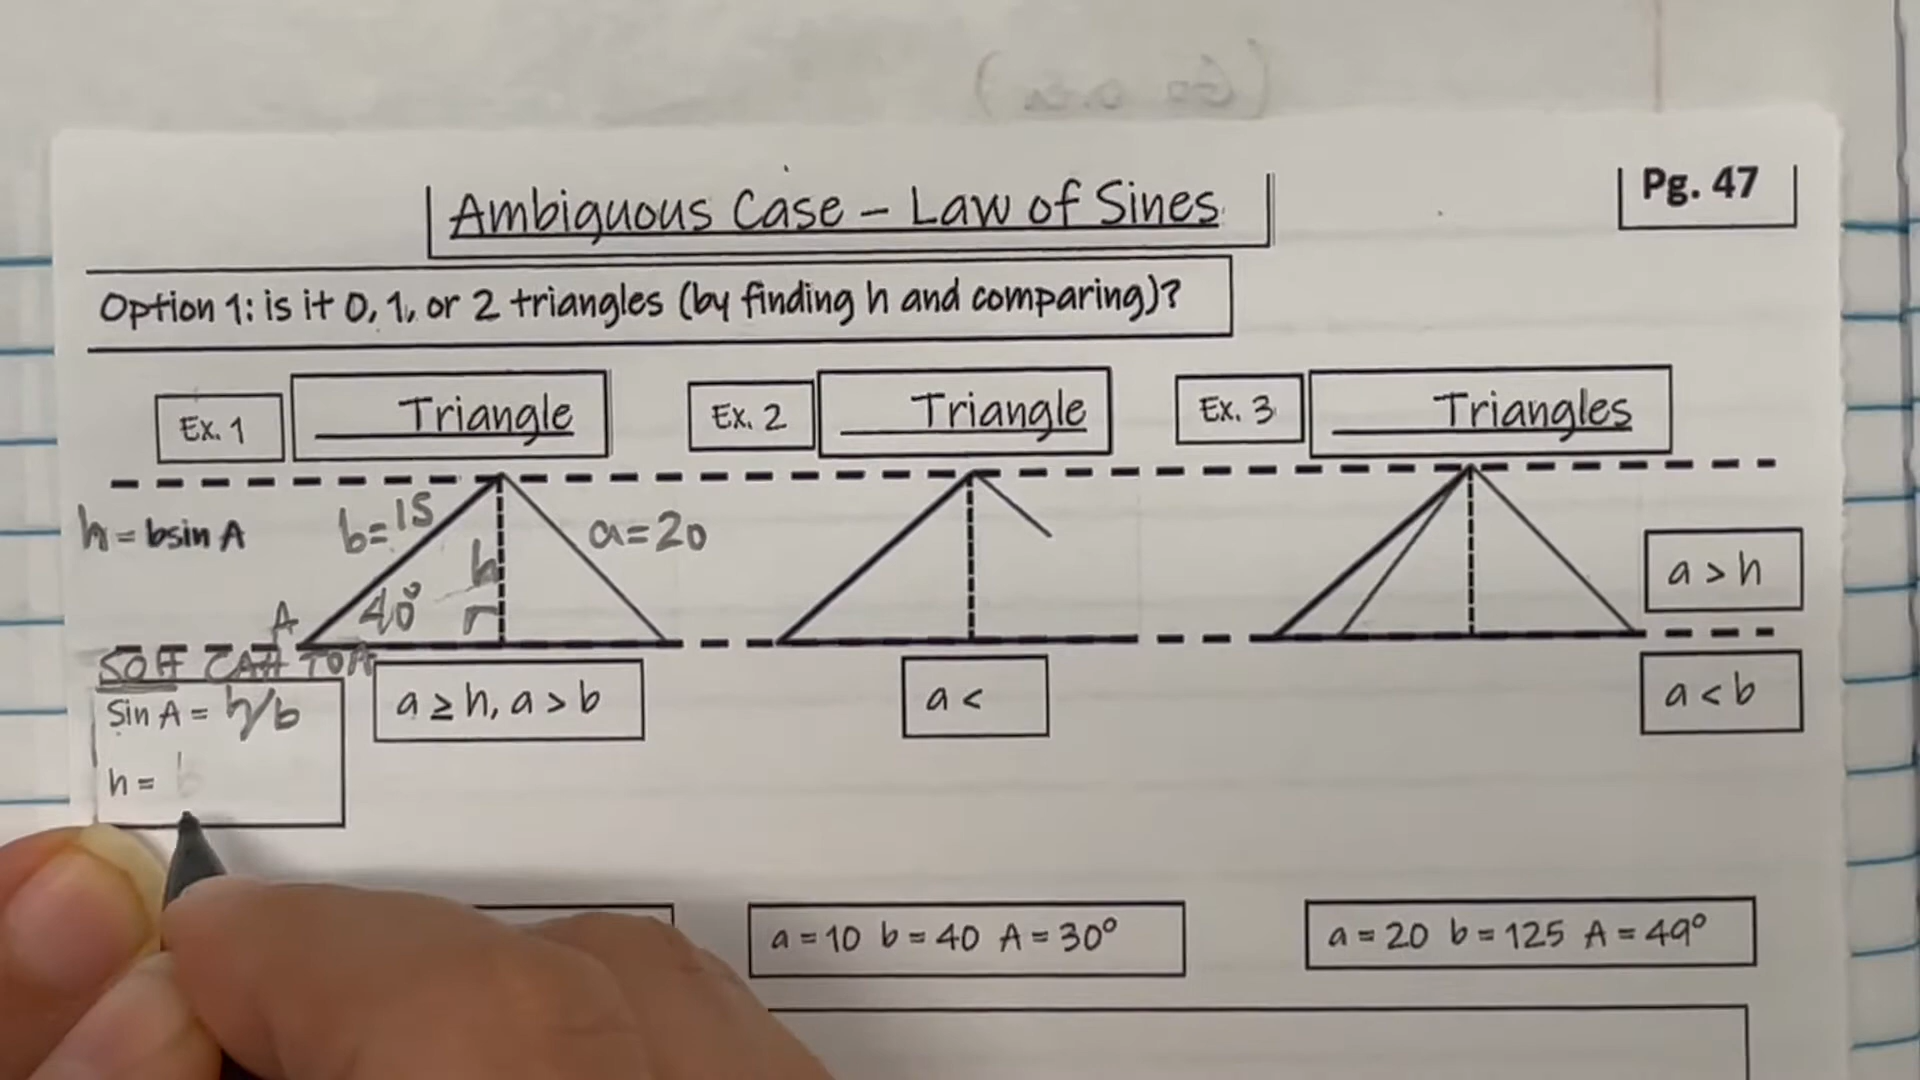 Pg. 47
Ambiguous Case – Law of Sines
Option 1: is it 0, 1, or 2 triangles (by finding h and comparing)?
Ex. 1
Triangle
Ex. 2
Triangle
Ex. 3
Triangles
h = bsin A
b=15
a=20
h
40°
A
a > h
SOH CAH TOA
Sin A = h/b
h = b
a ≥ h, a > b
a <
a < b
a = 10 b = 40 A = 30°
a = 20 b = 125 A = 49°